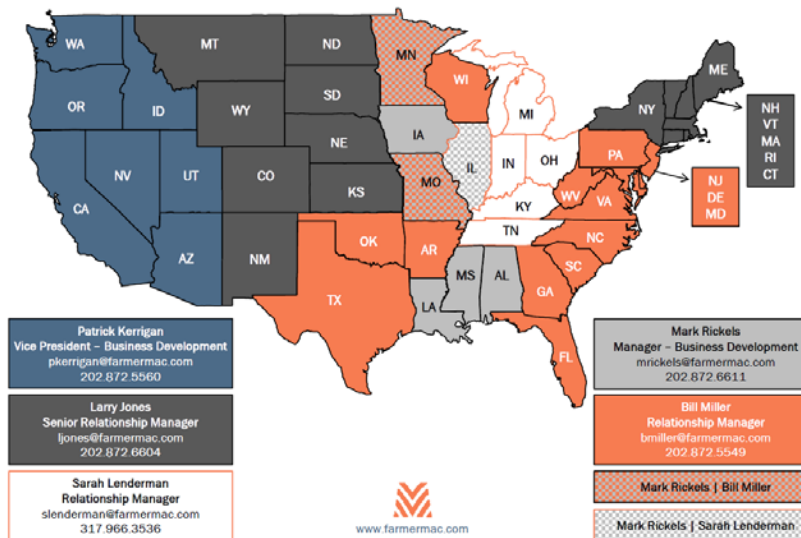 WA
MT
ND
MN
ME
OR
ID
SD
WI
NY
NH
WY
MI
VT
IA
NE
MA
PA
RI
NV
UT
IL
IN
OH
CT
CO
NJ
CA
KS
MO
WV
VA
DE
KY
MD
AZ
NM
OK
AR
TN
NC
SC
MS
AL
GA
TX
LA
FL
Patrick Kerrigan
Vice President – Business Development
pkerrigan@farmermac.com
202.872.5560
Larry Jones
Senior Relationship Manager
ljones@farmermac.com
202.872.6604
Sarah Lenderman
Relationship Manager
slenderman@farmermac.com
317.966.3536
www.farmermac.com
Mark Rickels
Manager – Business Development
mrickels@farmermac.com
202.872.6611
Bill Miller
Relationship Manager
bmiller@farmermac.com
202.872.5549
Mark Rickels | Bill Miller
Mark Rickels | Sarah Lenderman